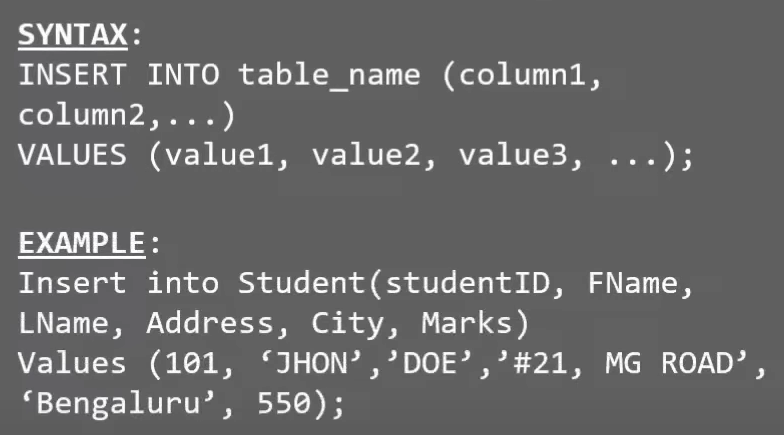 SYNTAX:
INSERT INTO table_name (column1,
column2,...)
VALUES (value1, value2, value3, ...);
EXAMPLE:
Insert into Student(studentID, FName,
LName, Address, City, Marks)
Values (101, ‘JHON’,’DOE’,’#21, MG ROAD’,
‘Bengaluru’, 550);